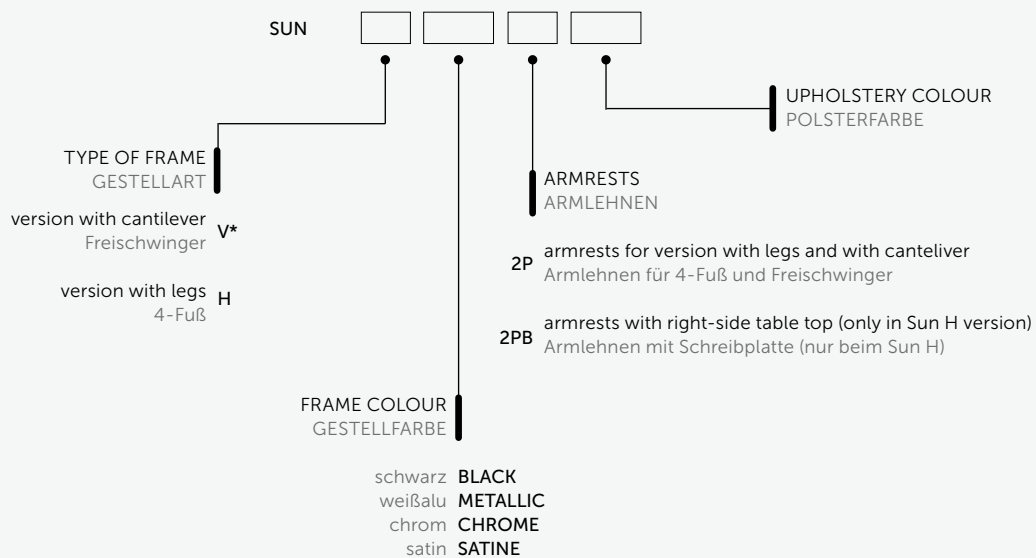 SUN
UPHOLSTERY COLOUR
POLSTERFARBE
TYPE OF FRAME
GESTELLART
version with cantilever V*
Freischwinger
version with legs H
4-Fuß
ARMRESTS
ARMLEHNEN
2P armrests for version with legs and with canteliver
Armlehnen für 4-Fuß und Freischwinger
2PB armrests with right-side table top (only in Sun H version)
Armlehnen mit Schreibplatte (nur beim Sun H)
FRAME COLOUR
GESTELLFARBE
schwarz BLACK
weißalu METALLIC
chrom CHROME
satin SATINE